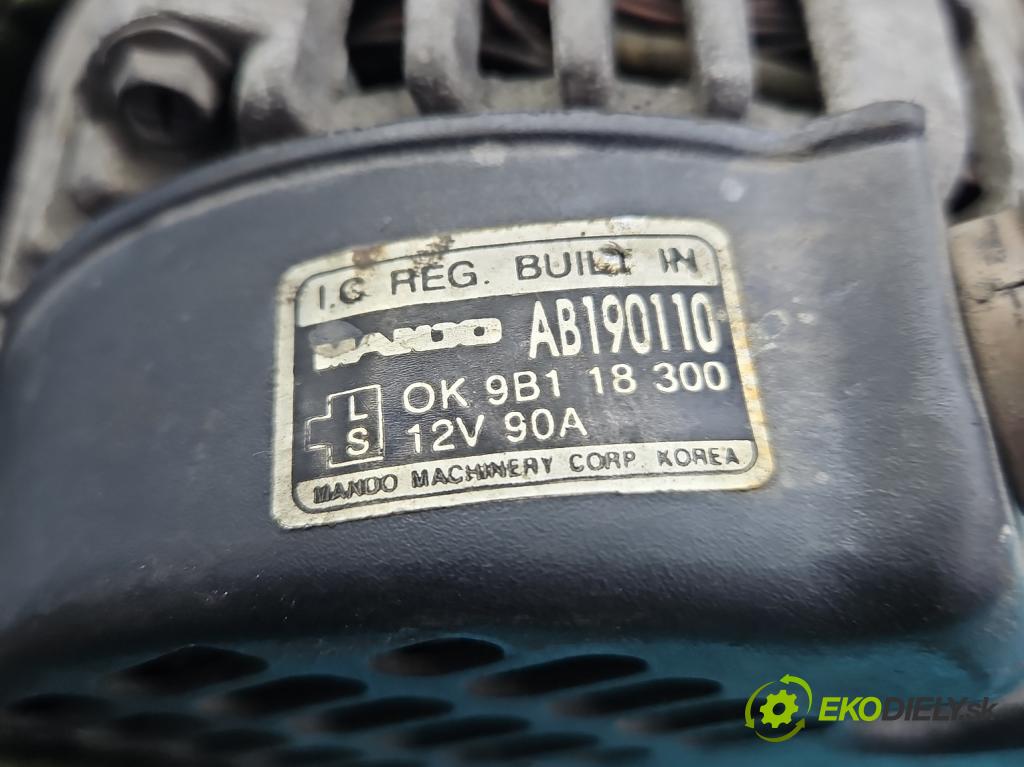 I.C REG. BUILT IN
MANDO AB190110
L OK 9B1 18 300
S 12V 90A
MANDO MACHINERY CORP KOREA
EKODIELY.sk